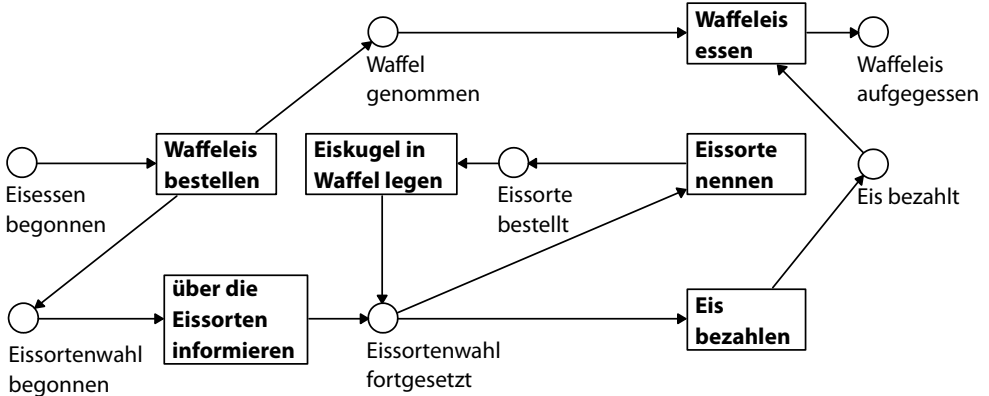 Waffeleis
essen
Waffel
genommen
Waffeleis
aufgegessen
Waffeleis
bestellen
Eiskugel in
Waffel legen
Eissorte
nennen
Eisessen
begonnen
Eissorte
bestellt
Eis bezahlt
über die
Eissorten
informieren
Eis
bezahlen
Eissortenwahl
begonnen
Eissortenwahl
fortgesetzt